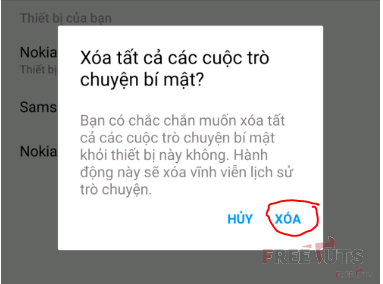 Thiết bị của bạn
Nokia
Thiết bị
Sams
Nokia
Xóa tất cả các cuộc trò
chuyện bí mật?
Bạn có chắc chắn muốn xóa tất
cả các cuộc trò chuyện bí mật
khỏi thiết bị này không. Hành
động này sẽ xóa vĩnh viễn lịch sử
trò chuyện.
HỦY XÓA
FREETUTS